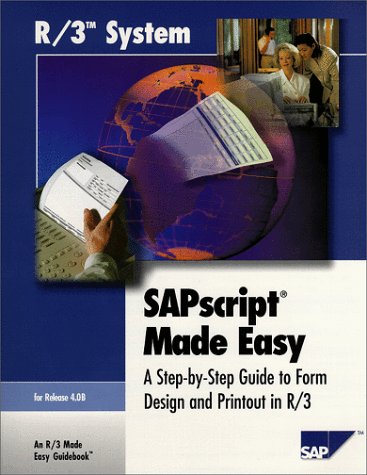 R/3™ System
SAPscript®
Made Easy
A Step-by-Step Guide to Form
Design and Printout in R/3
for Release 4.0B
An R/3 Made
Easy Guidebook™
SAP™